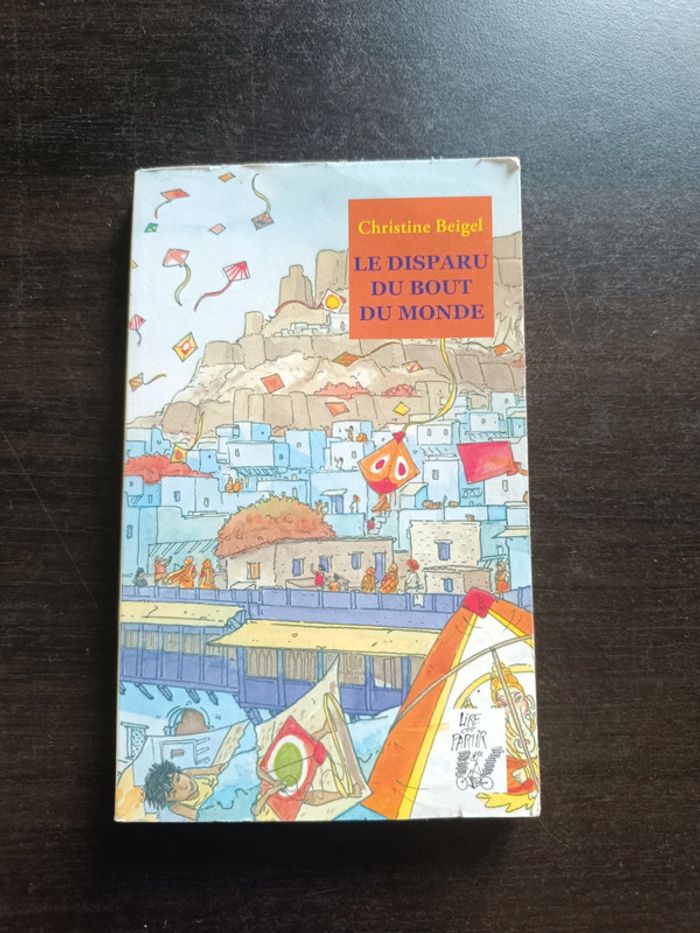 Christine Beigel
LE DISPARU
DU BOUT
DU MONDE
LIRE
C'EST
PARTIR